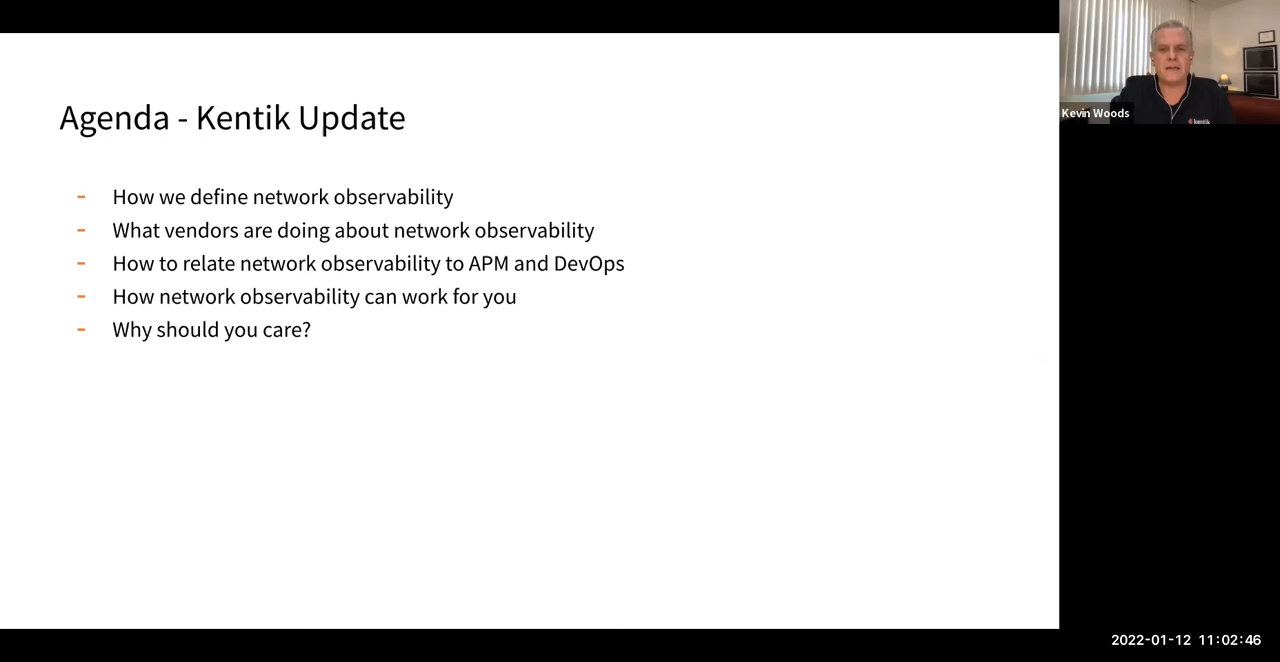 Agenda - Kentik Update
- How we define network observability
- What vendors are doing about network observability
- How to relate network observability to APM and DevOps
- How network observability can work for you
- Why should you care?
Kevin Woods
kentik
2022-01-12 11:02:46